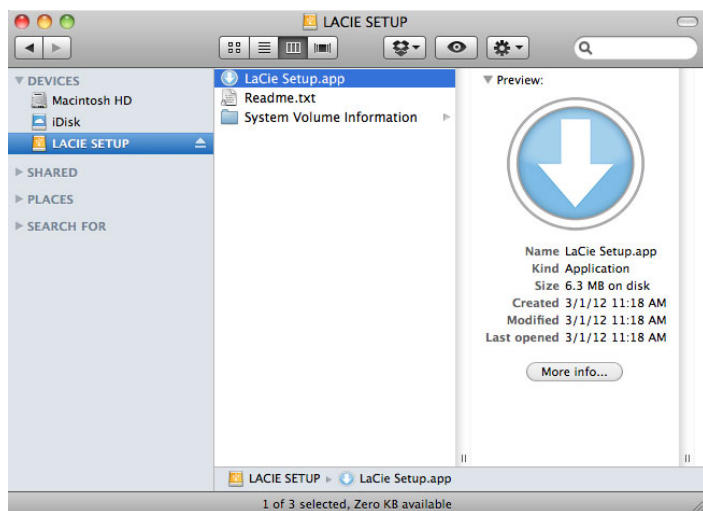 LACIE SETUP
DEVICES
Macintosh HD
iDisk
LACIE SETUP
SHARED
PLACES
SEARCH FOR
LaCie Setup.app
Readme.txt
System Volume Information
Preview:
Name LaCie Setup.app
Kind Application
Size 6.3 MB on disk
Created 3/1/12 11:18 AM
Modified 3/1/12 11:18 AM
Last opened 3/1/12 11:18 AM
More info...
LACIE SETUP ▸ LaCie Setup.app
1 of 3 selected, Zero KB available